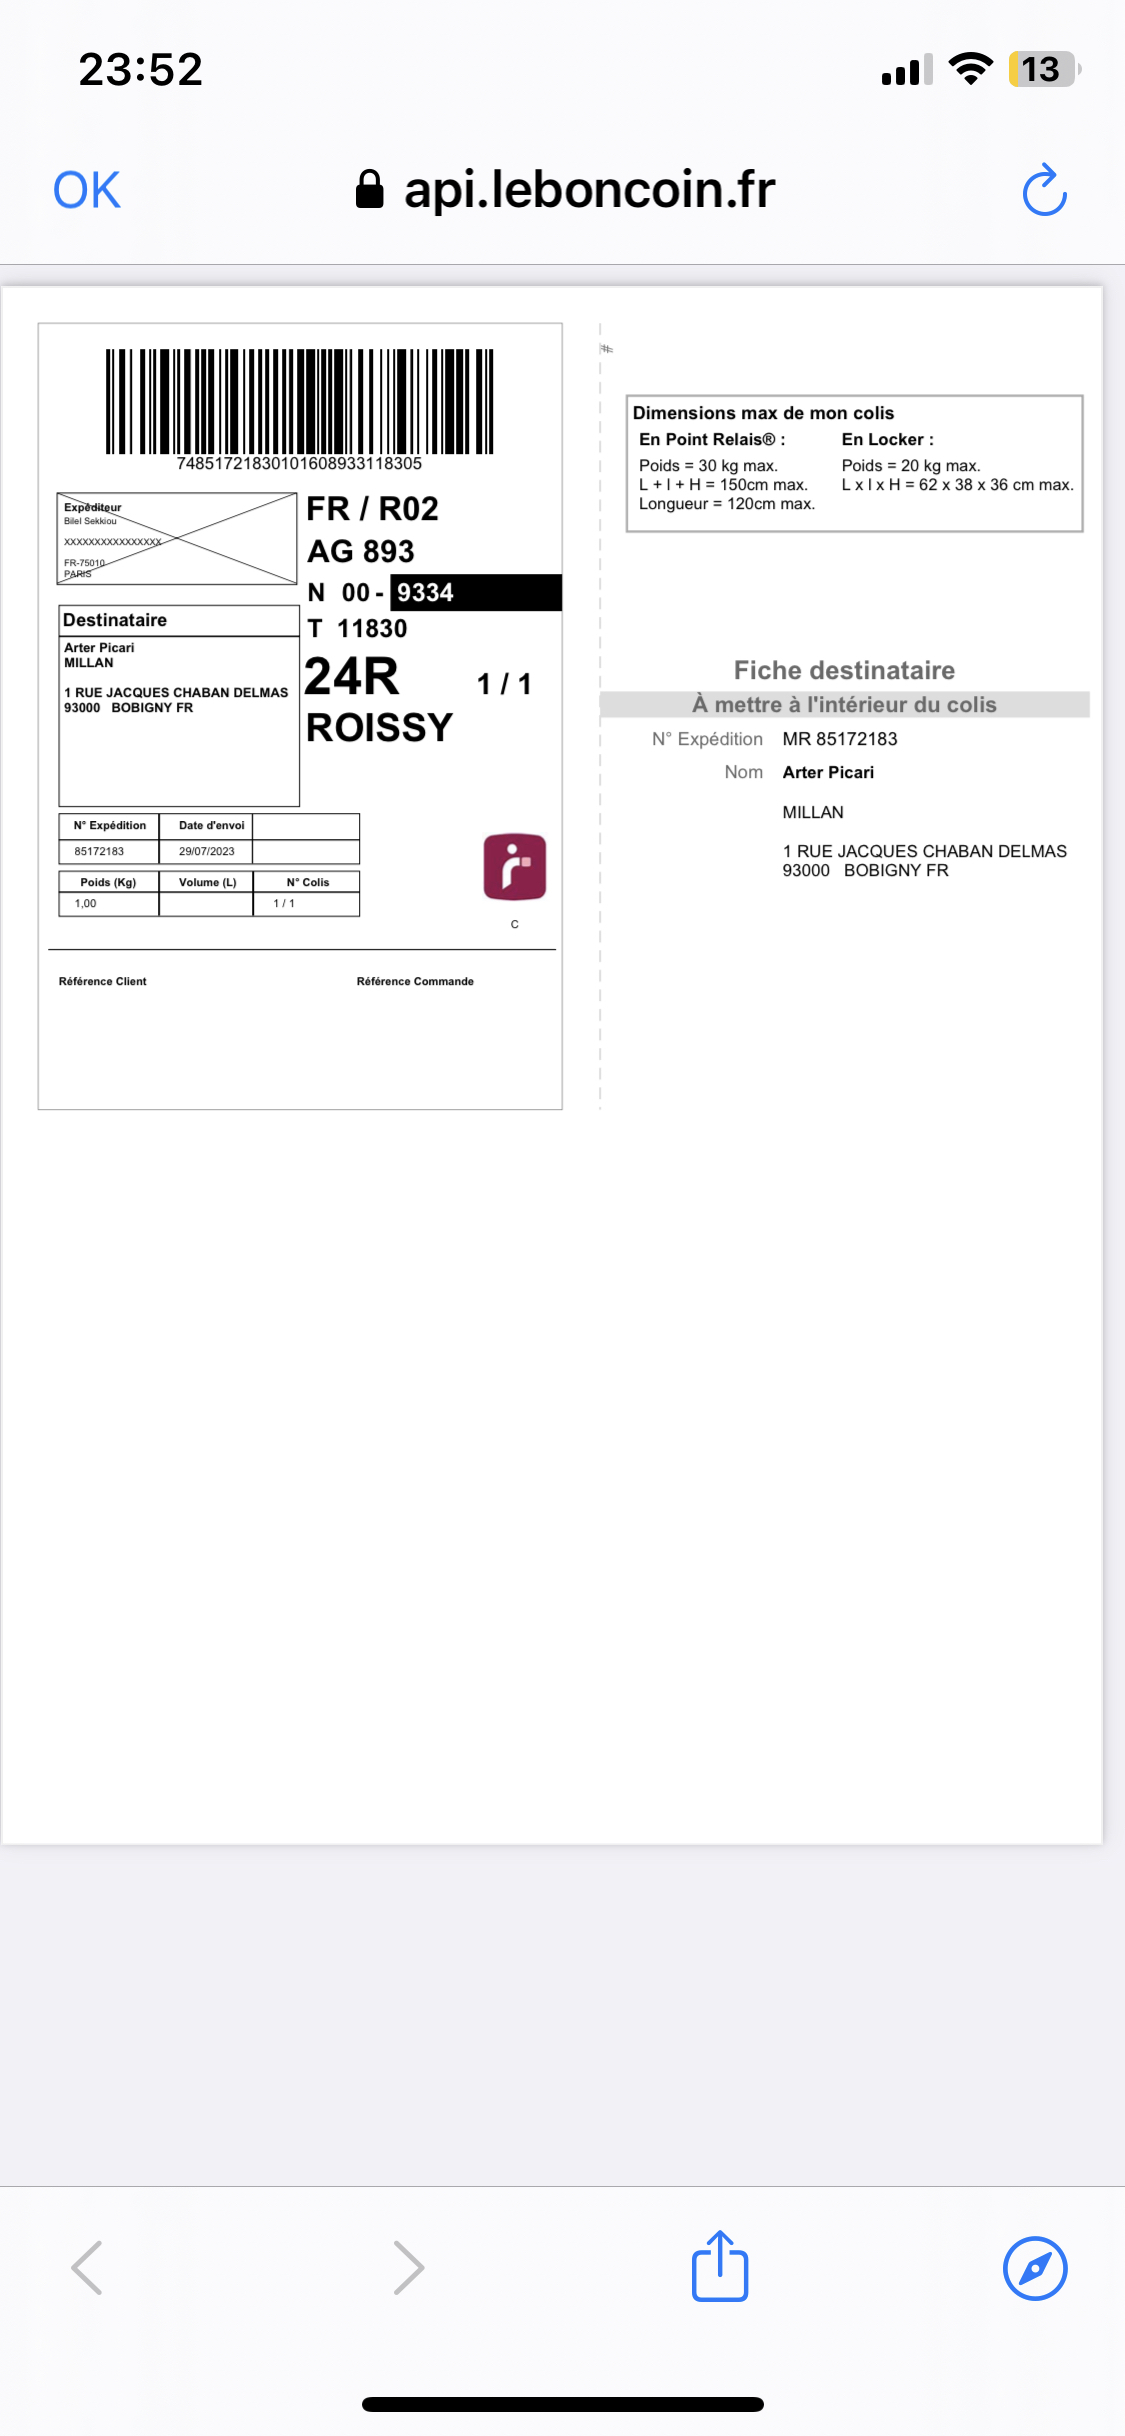 23:52
13
OK
api.leboncoin.fr
748517218301016089331​18305
Expéditeur
Bilel Sekkiou
XXXXXXXXXXXXXXXX
FR-75010
PARIS
FR / R02
AG 893
N 00 - 9334
T 11830
24R 1 / 1
ROISSY
Destinataire
Arter Picari
MILLAN
1 RUE JACQUES CHABAN DELMAS
93000 BOBIGNY FR
N° Expédition Date d'envoi
85172183 29/07/2023
Poids (Kg) Volume (L) N° Colis
1,00 1 / 1
C
Référence Client Référence Commande
Dimensions max de mon colis
En Point Relais® : En Locker :
Poids = 30 kg max. Poids = 20 kg max.
L + l + H = 150cm max. L x l x H = 62 x 38 x 36 cm max.
Longueur = 120cm max.
Fiche destinataire
À mettre à l'intérieur du colis
N° Expédition MR 85172183
Nom Arter Picari
MILLAN
1 RUE JACQUES CHABAN DELMAS
93000 BOBIGNY FR